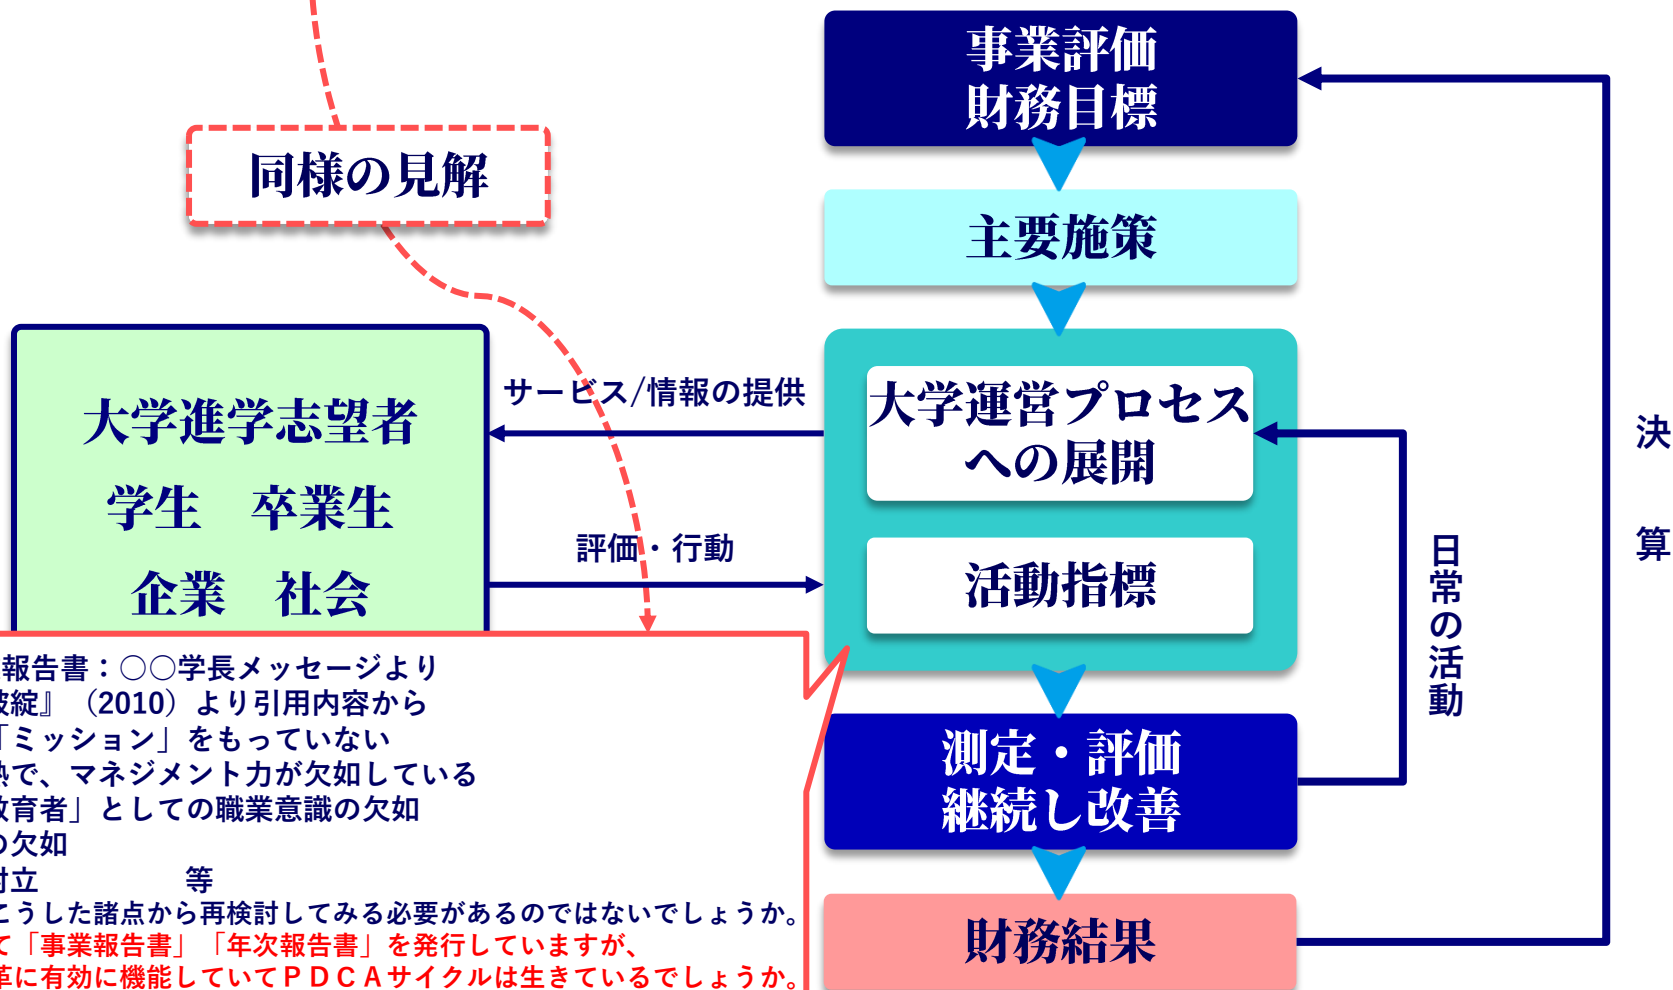 事業評価
財務目標
同様の見解
主要施策
サービス/情報の提供
大学運営プロセス
への展開
大学進学志望者
学生　卒業生
企業　社会
評価・行動
活動指標
決算
日常の活動
報告書：○○学長メッセージより
破綻』（2010）より引用内容から
「ミッション」をもっていない
熱で、マネジメント力が欠如している
教育者」としての職業意識の欠如
の欠如
対立　　　　　等
こうした諸点から再検討してみる必要があるのではないでしょうか。
て「事業報告書」「年次報告書」を発行していますが、
革に有効に機能していてＰＤＣＡサイクルは生きているでしょうか。
測定・評価
継続し改善
財務結果